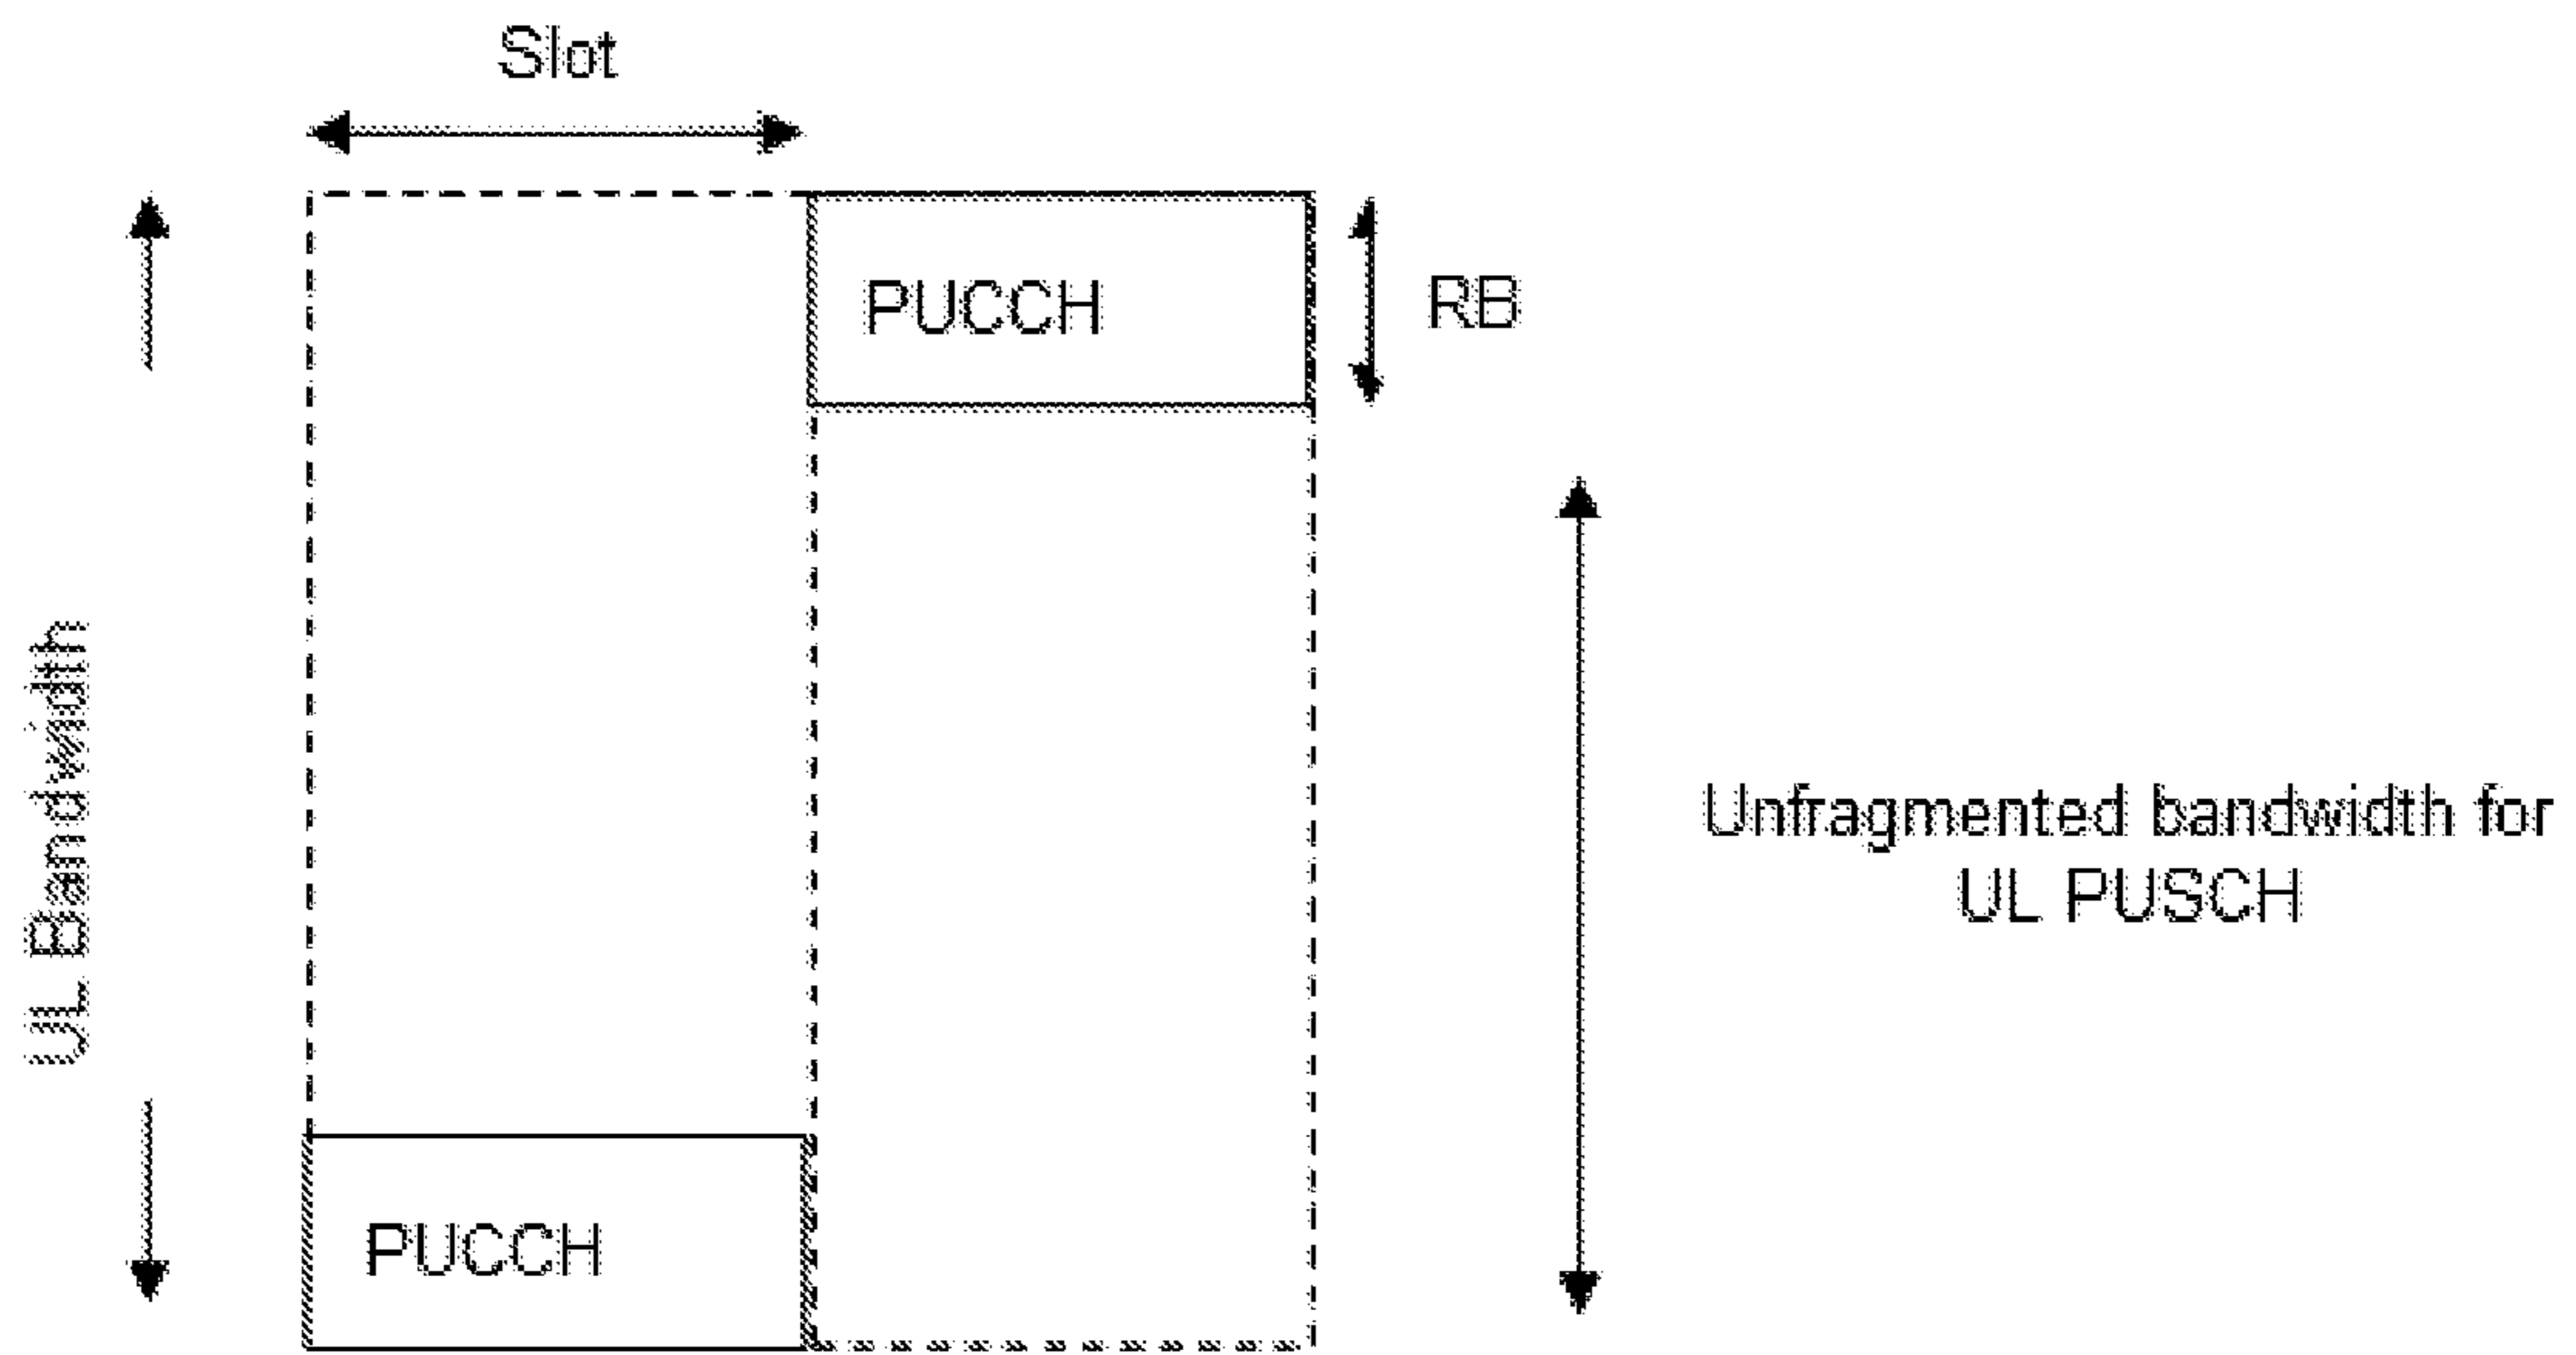 Slot
PUCCH
RB
UL Bandwidth
Unfragmented bandwidth for
UL PUSCH
PUCCH